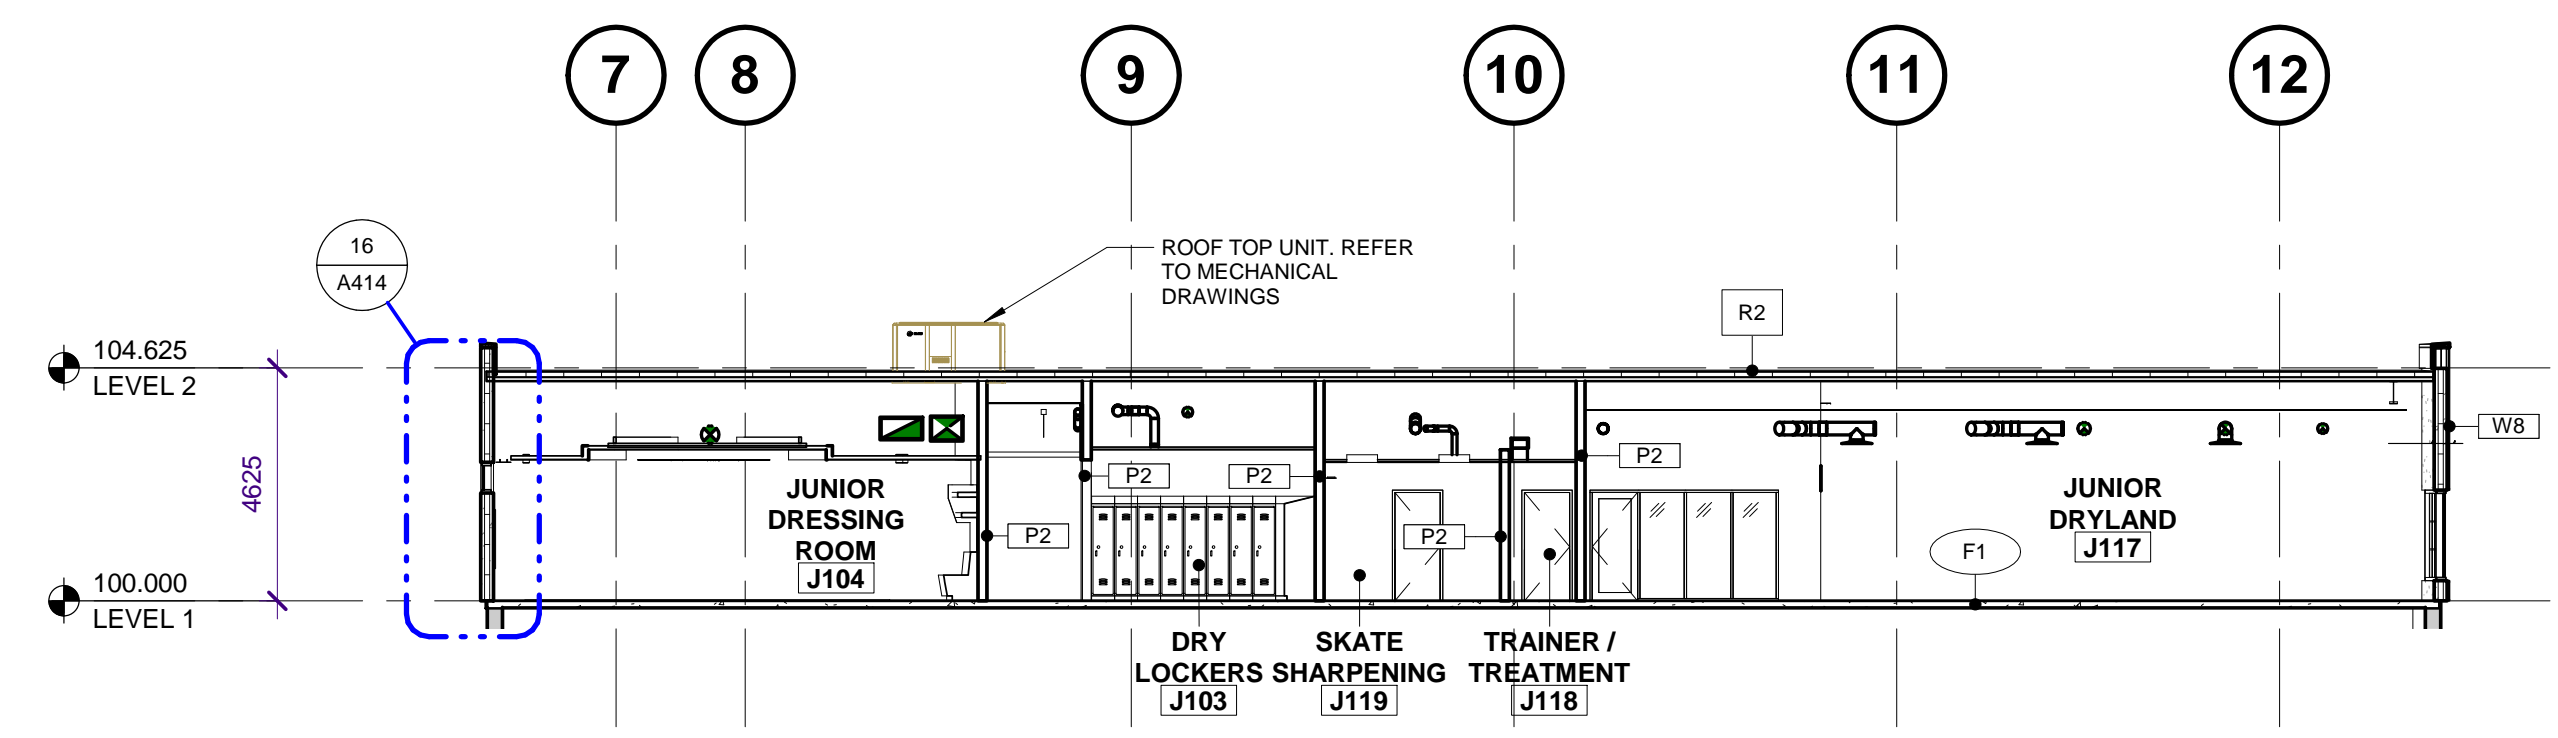 7
8
9
10
11
12
16
A414
ROOF TOP UNIT. REFER
TO MECHANICAL
DRAWINGS
R2
104.625
LEVEL 2
4625
W8
P2
P2
P2
P2
P2
JUNIOR
DRESSING
ROOM
J104
JUNIOR
DRYLAND
J117
F1
100.000
LEVEL 1
DRY
LOCKERS
J103
SKATE
SHARPENING
J119
TRAINER /
TREATMENT
J118